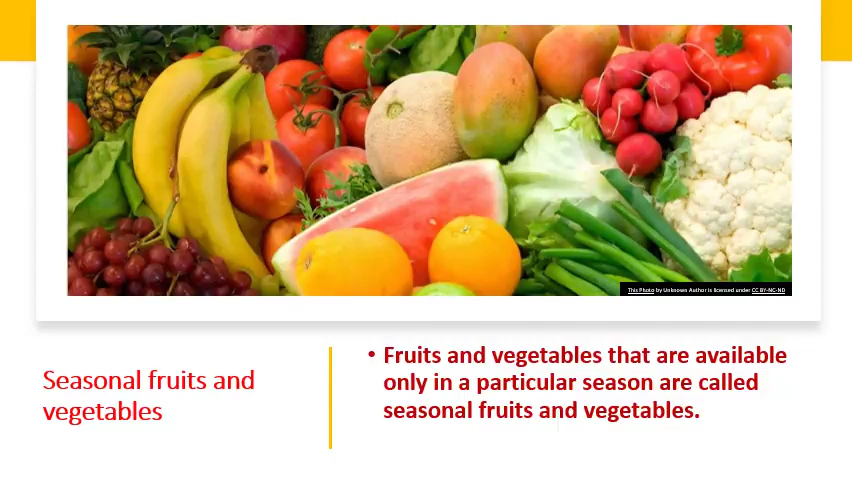 This Photo by Unknown Author is licensed under CC BY-NC-ND
Seasonal fruits and
vegetables
• Fruits and vegetables that are available
only in a particular season are called
seasonal fruits and vegetables.